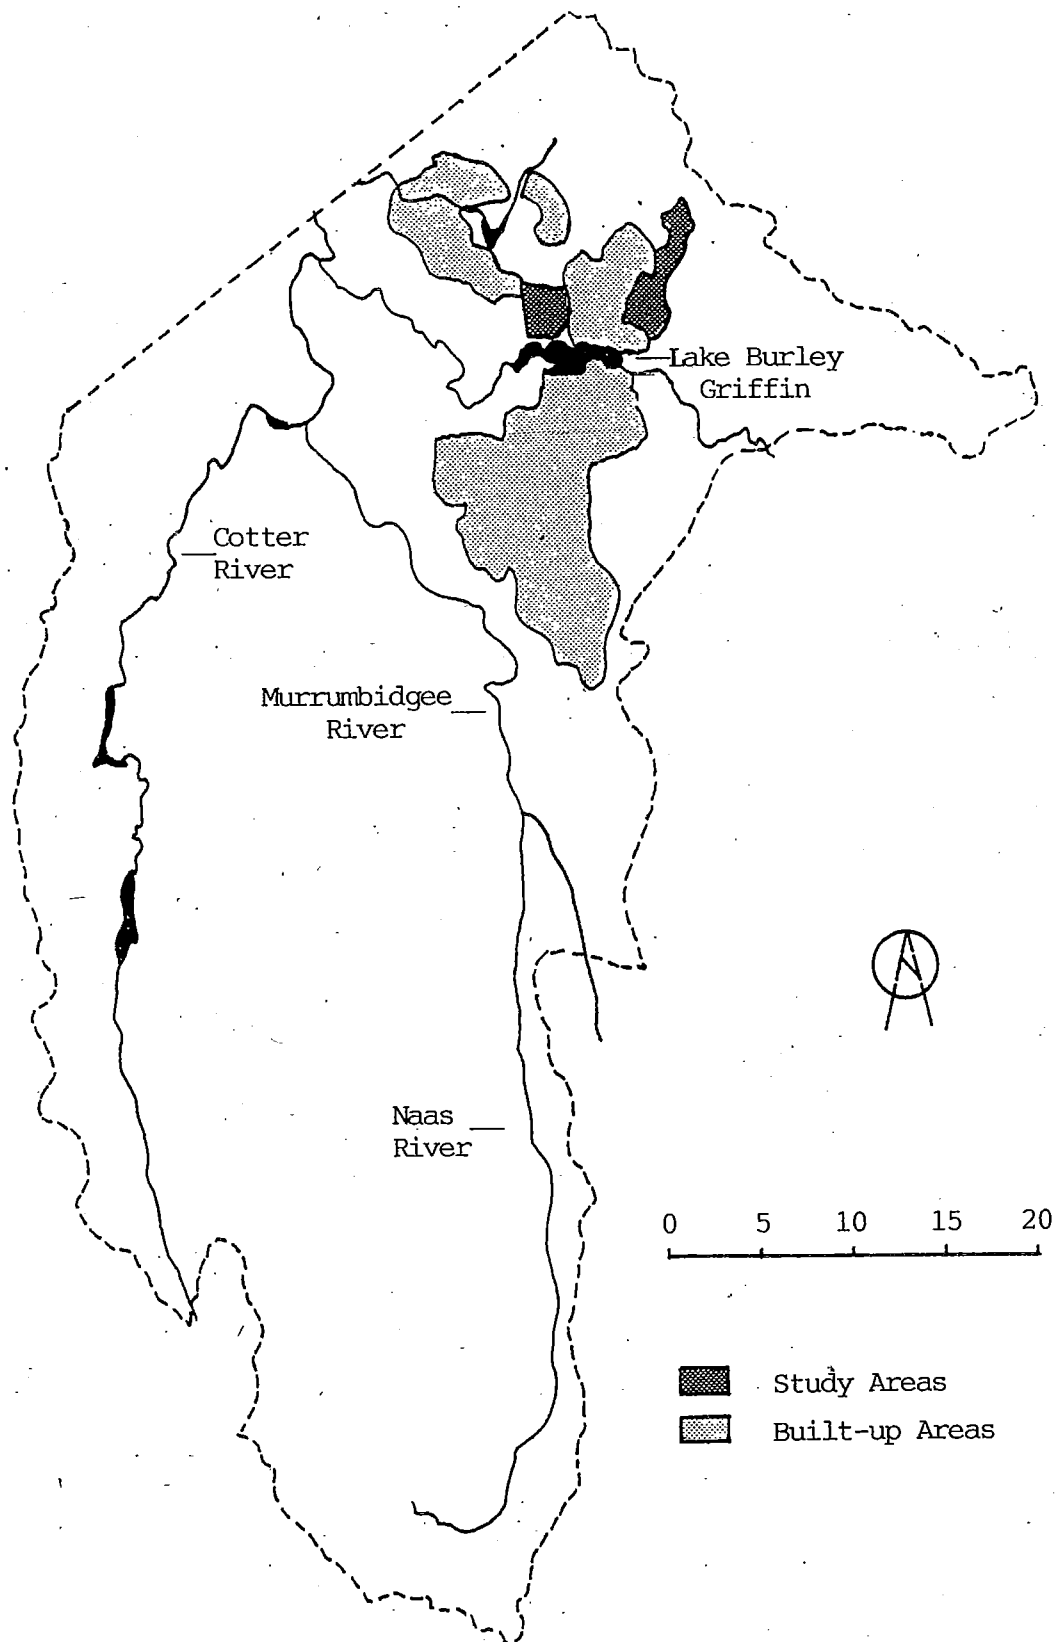 Lake Burley
Griffin
Cotter
River
Murrumbidgee
River
Naas
River
0 5 10 15 20
Study Areas
Built-up Areas